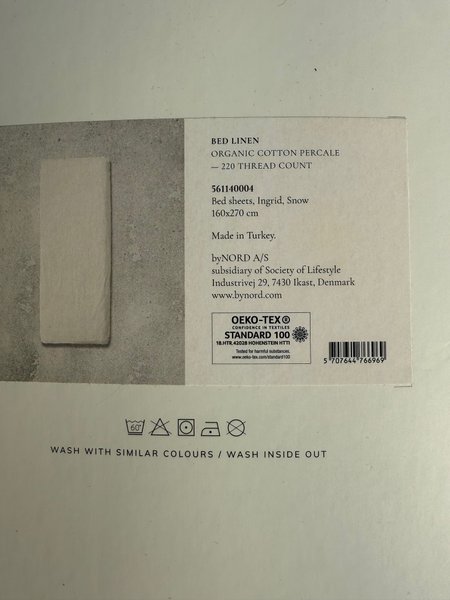 BED LINEN
ORGANIC COTTON PERCALE
— 220 THREAD COUNT
561140004
Bed sheets, Ingrid, Snow
160x270 cm
Made in Turkey.
byNORD A/S
subsidiary of Society of Lifestyle
Industrivej 29, 7430 Ikast, Denmark
www.bynord.com
OEKO-TEX®
CONFIDENCE IN TEXTILES
STANDARD 100
18.HTR.42028 HOHENSTEIN HTTI
Tested for harmful substances.
www.oeko-tex.com/standard100
5 707644 766969
60°
WASH WITH SIMILAR COLOURS / WASH INSIDE OUT